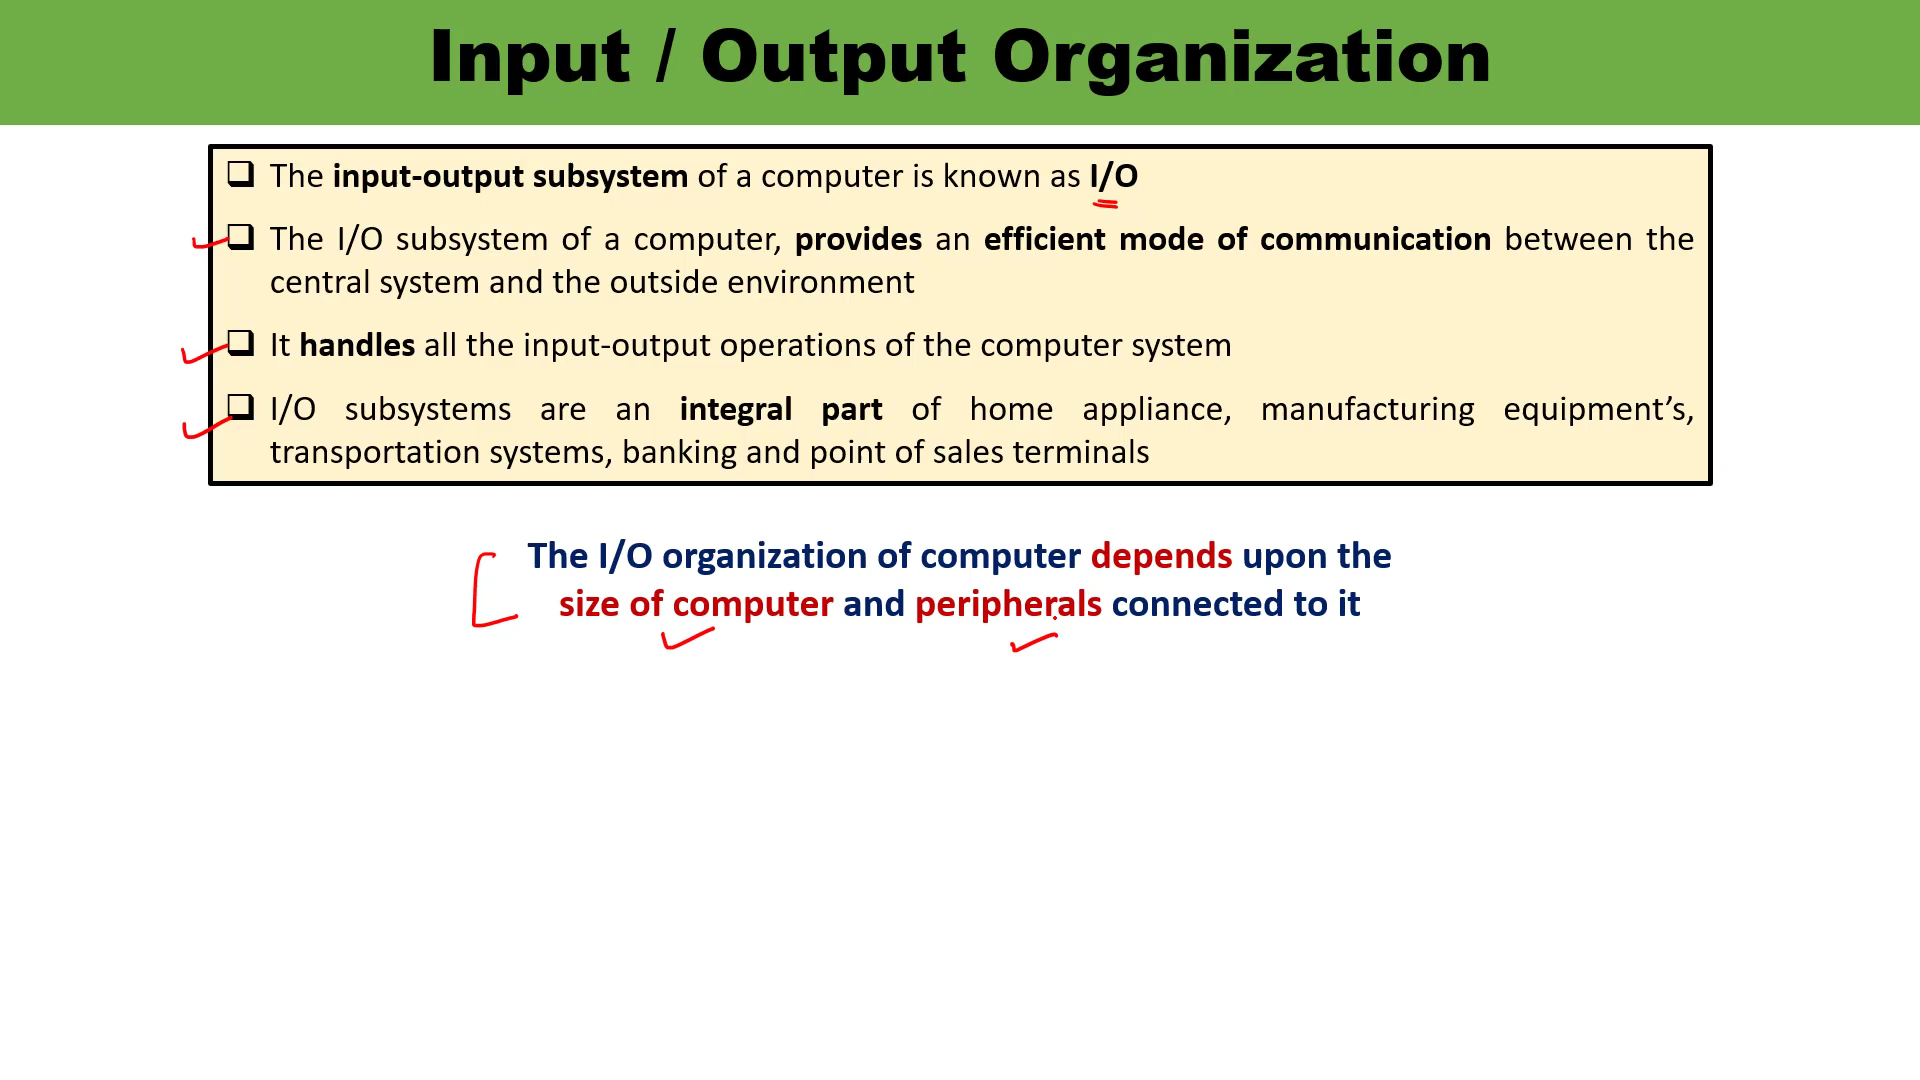 Input / Output Organization
The input-output subsystem of a computer is known as I/O
The I/O subsystem of a computer, provides an efficient mode of communication between the
central system and the outside environment
It handles all the input-output operations of the computer system
I/O subsystems are an integral part of home appliance, manufacturing equipment’s,
transportation systems, banking and point of sales terminals
The I/O organization of computer depends upon the
size of computer and peripherals connected to it